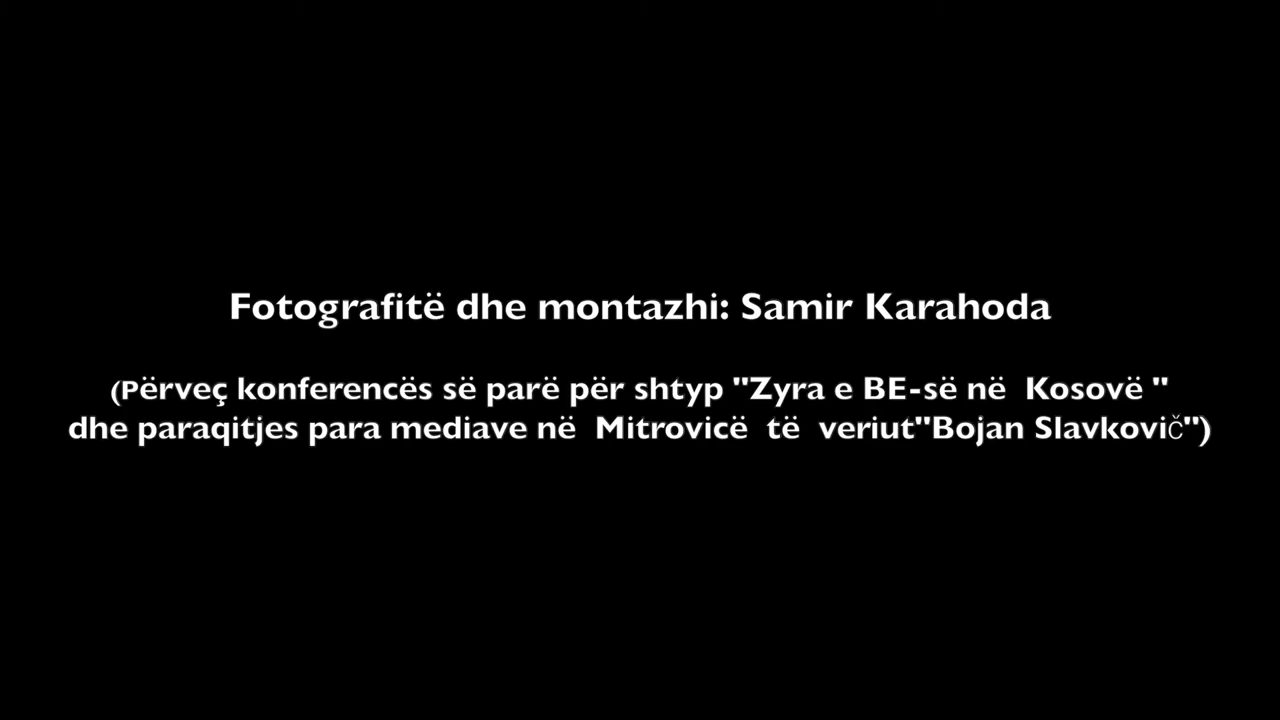 Fotografitë dhe montazhi: Samir Karahoda
(Përveç konferencës së parë për shtyp "Zyra e BE-së në  Kosovë "
dhe paraqitjes para mediave në  Mitrovicë  të  veriut"Bojan Slavkovič")